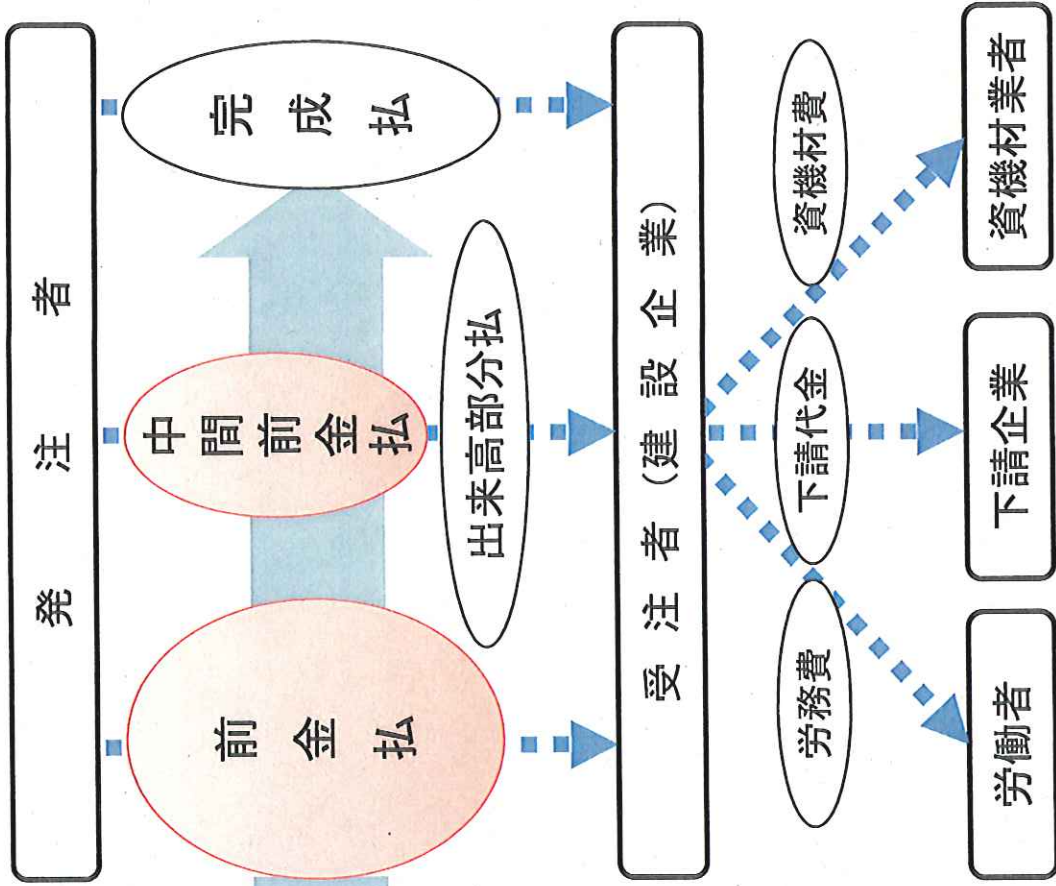 発注者
前金払
中間前金払
完成払
出来高部分払
受注者（建設企業）
労務費
下請代金
資機材費
労働者
下請企業
資機材業者